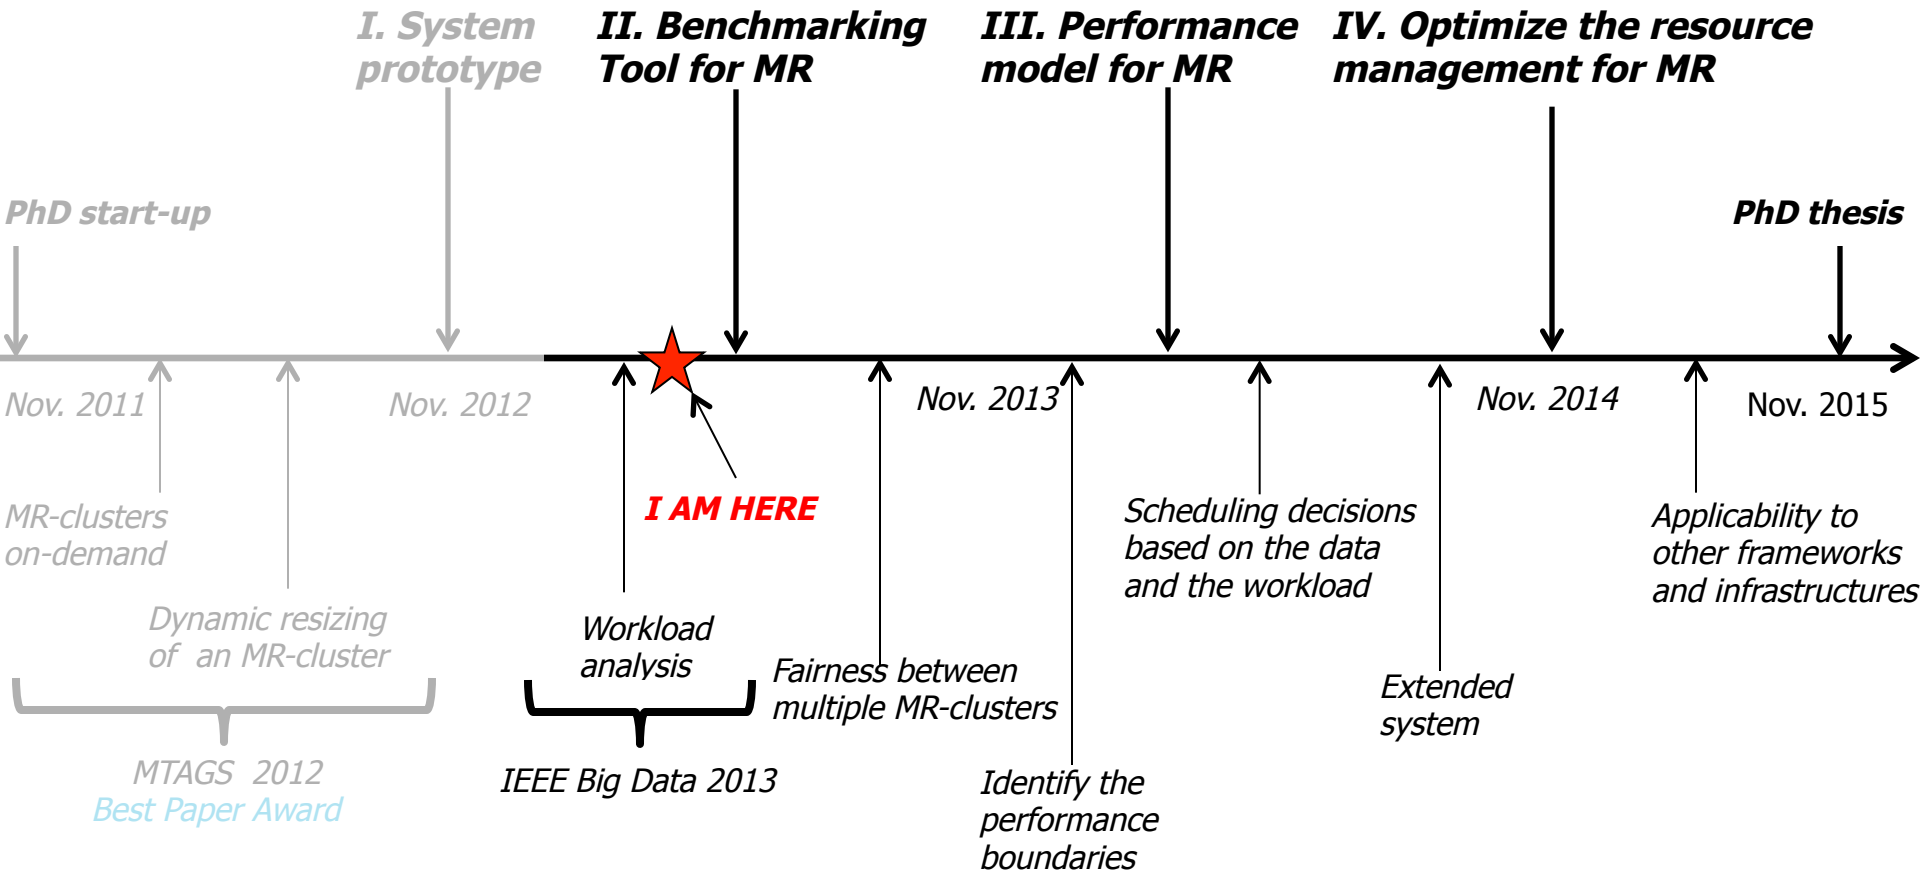 I. System
prototype
II. Benchmarking
Tool for MR
III. Performance
model for MR
IV. Optimize the resource
management for MR
PhD start-up
PhD thesis
Nov. 2011
Nov. 2012
Nov. 2013
Nov. 2014
Nov. 2015
MR-clusters
on-demand
Dynamic resizing
of an MR-cluster
MTAGS 2012
Best Paper Award
I AM HERE
Workload
analysis
IEEE Big Data 2013
Fairness between
multiple MR-clusters
Identify the
performance
boundaries
Scheduling decisions
based on the data
and the workload
Extended
system
Applicability to
other frameworks
and infrastructures